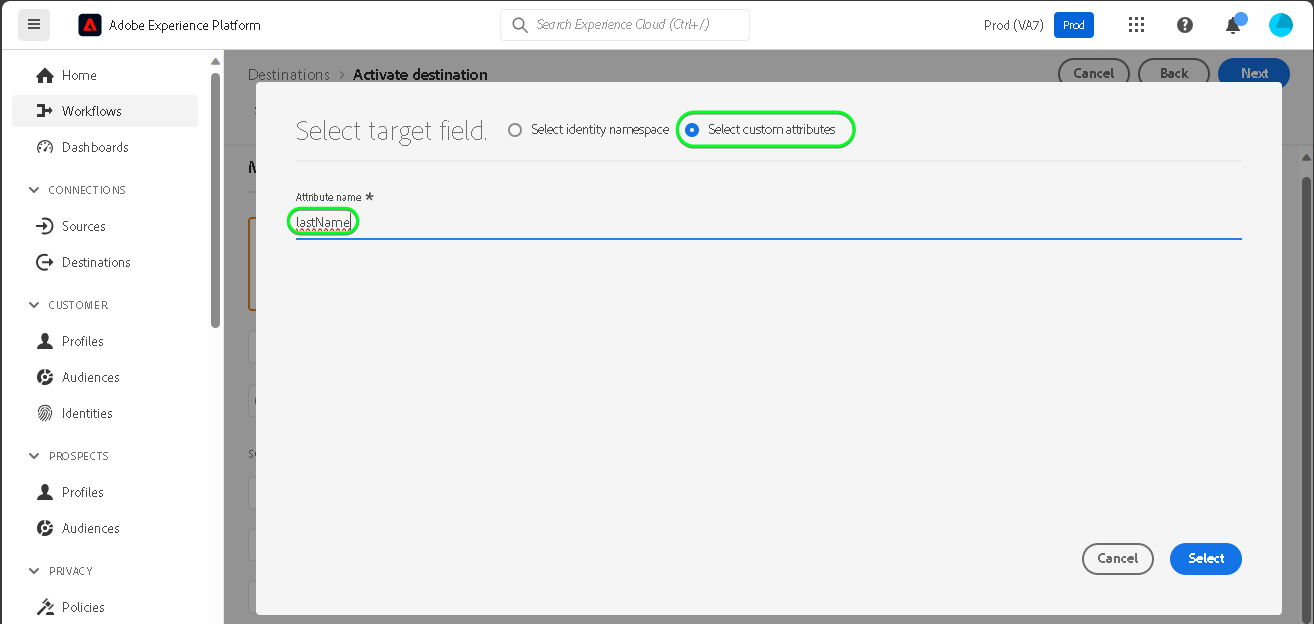 Adobe Experience Platform
Search Experience Cloud (Ctrl+/)
Prod (VA7)
Prod
Home
Workflows
Dashboards
CONNECTIONS
Sources
Destinations
CUSTOMER
Profiles
Audiences
Identities
PROSPECTS
Profiles
Audiences
PRIVACY
Policies
Destinations > Activate destination
Cancel
Back
Next
Select target field.
Select identity namespace
Select custom attributes
Attribute name *
lastName
Cancel
Select